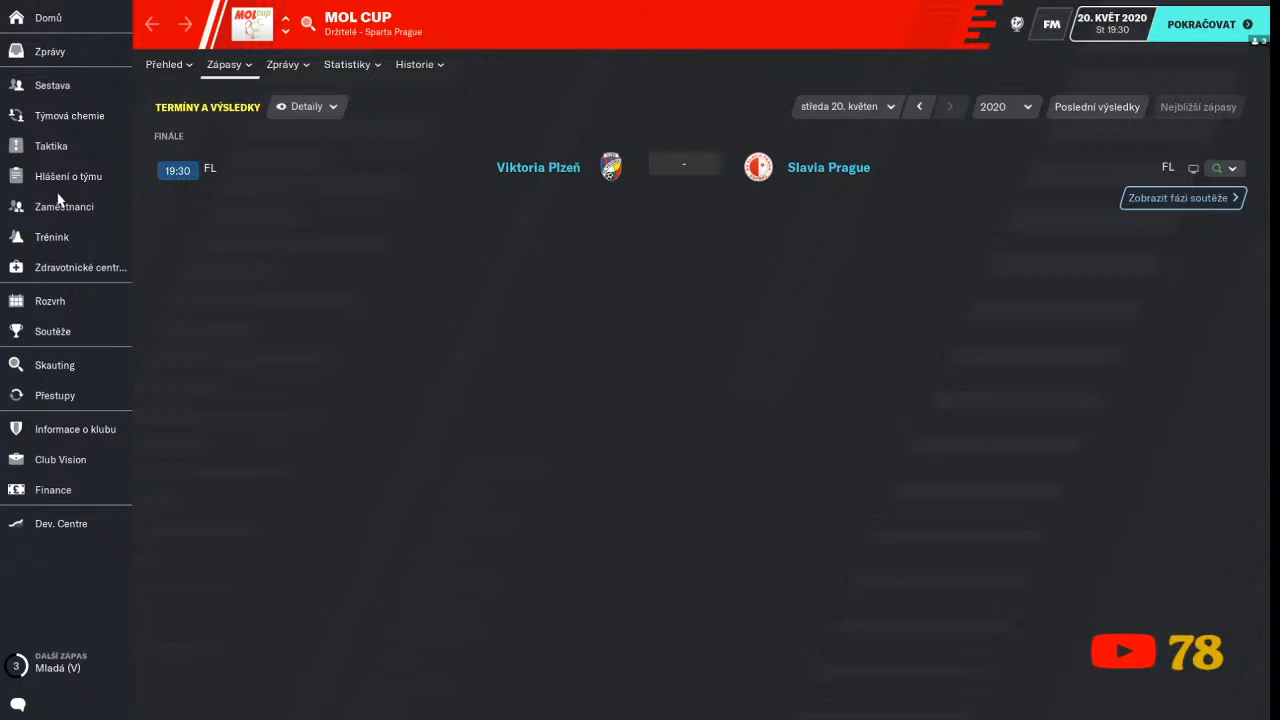 Domů
MOL CUP
Držitelé - Sparta Prague
FM
20. KVĚT 2020
St 19:30
POKRAČOVAT
3
Zprávy
Přehled
Zápasy
Zprávy
Statistiky
Historie
Sestava
Týmová chemie
Taktika
Hlášení o týmu
Zaměstnanci
Trénink
Zdravotnické centr...
Rozvrh
Soutěže
Skauting
Přestupy
Informace o klubu
Club Vision
Finance
Dev. Centre
TERMÍNY A VÝSLEDKY
Detaily
středa 20. květen
2020
Poslední výsledky
Nejbližší zápasy
FINÁLE
19:30 FL Viktoria Plzeň - Slavia Prague FL
Zobrazit fázi soutěže
3
DALŠÍ ZÁPAS
Mladá (V)
78